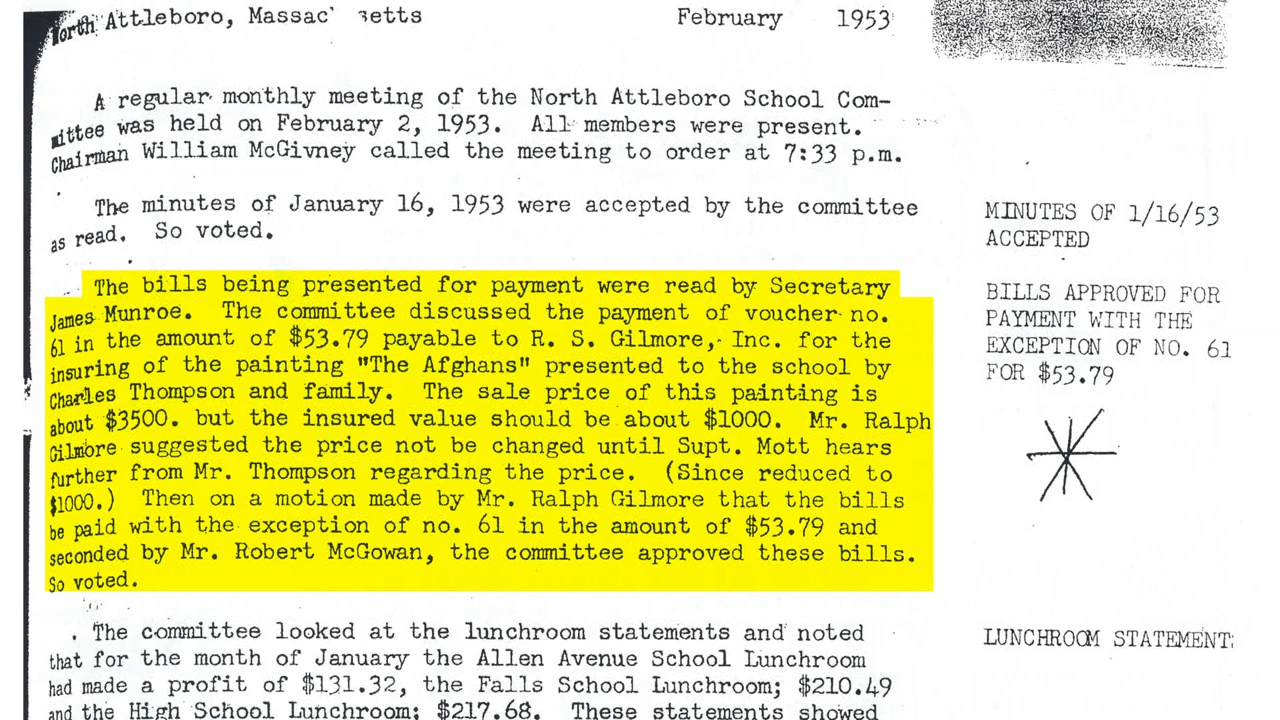 North Attleboro, Massac setts February 1953
A regular monthly meeting of the North Attleboro School Com-
mittee was held on February 2, 1953. All members were present.
Chairman William McGivney called the meeting to order at 7:33 p.m.
The minutes of January 16, 1953 were accepted by the committee
as read. So voted.
MINUTES OF 1/16/53
ACCEPTED
The bills being presented for payment were read by Secretary
James Munroe. The committee discussed the payment of voucher no.
61 in the amount of $53.79 payable to R. S. Gilmore, Inc. for the
insuring of the painting "The Afghans" presented to the school by
Charles Thompson and family. The sale price of this painting is
about $3500. but the insured value should be about $1000. Mr. Ralph
Gilmore suggested the price not be changed until Supt. Mott hears
further from Mr. Thompson regarding the price. (Since reduced to
$1000.) Then on a motion made by Mr. Ralph Gilmore that the bills
be paid with the exception of no. 61 in the amount of $53.79 and
seconded by Mr. Robert McGowan, the committee approved these bills.
So voted.
BILLS APPROVED FOR
PAYMENT WITH THE
EXCEPTION OF NO. 61
FOR $53.79
The committee looked at the lunchroom statements and noted
that for the month of January the Allen Avenue School Lunchroom
had made a profit of $131.32, the Falls School Lunchroom; $210.49
and the High School Lunchroom; $217.68. These statements showed
LUNCHROOM STATEMENT